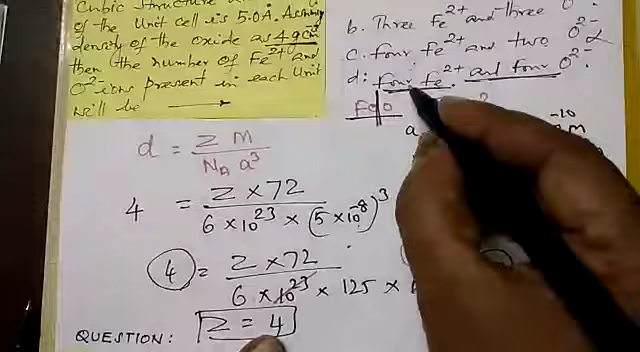 Cubic Structure
of the Unit cell is 5.0 Å. Assuming
density of the oxide as 4 g c
then the number of Fe2+ and
O2- ions present in each Unit
will be →
b. Three Fe2+ and three O2-
c. four Fe2+ and two O2-
d: four Fe2+ and four O2-.
FeO
a
-10
m
d = Z M / N_A a³
4 = Z × 72 / 6 × 10²³ × (5 × 10⁻⁸)³
4 = Z × 72 / 6 × 10²³ × 125 ×
Z = 4
QUESTION: